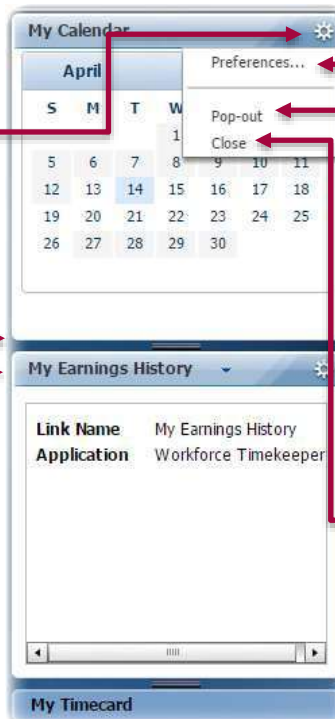 My Calendar
April
Preferences...
Pop-out
Close
S M T W
1
5 6 7 8 9 10 11
12 13 14 15 16 17 18
19 20 21 22 23 24 25
26 27 28 29 30
My Earnings History
Link Name My Earnings History
Application Workforce Timekeeper
My Timecard